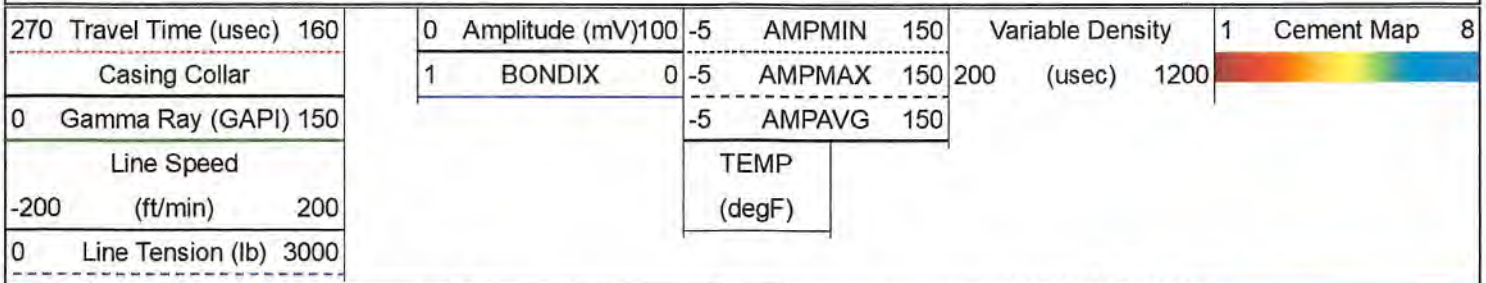 270 Travel Time (usec) 160 0 Amplitude (mV)100 -5 AMPMIN 150 Variable Density 1 Cement Map 8
Casing Collar 1 BONDIX 0 -5 AMPMAX 150 200 (usec) 1200
0 Gamma Ray (GAPI) 150 -5 AMPAVG 150
Line Speed TEMP
-200 (ft/min) 200 (degF)
0 Line Tension (lb) 3000